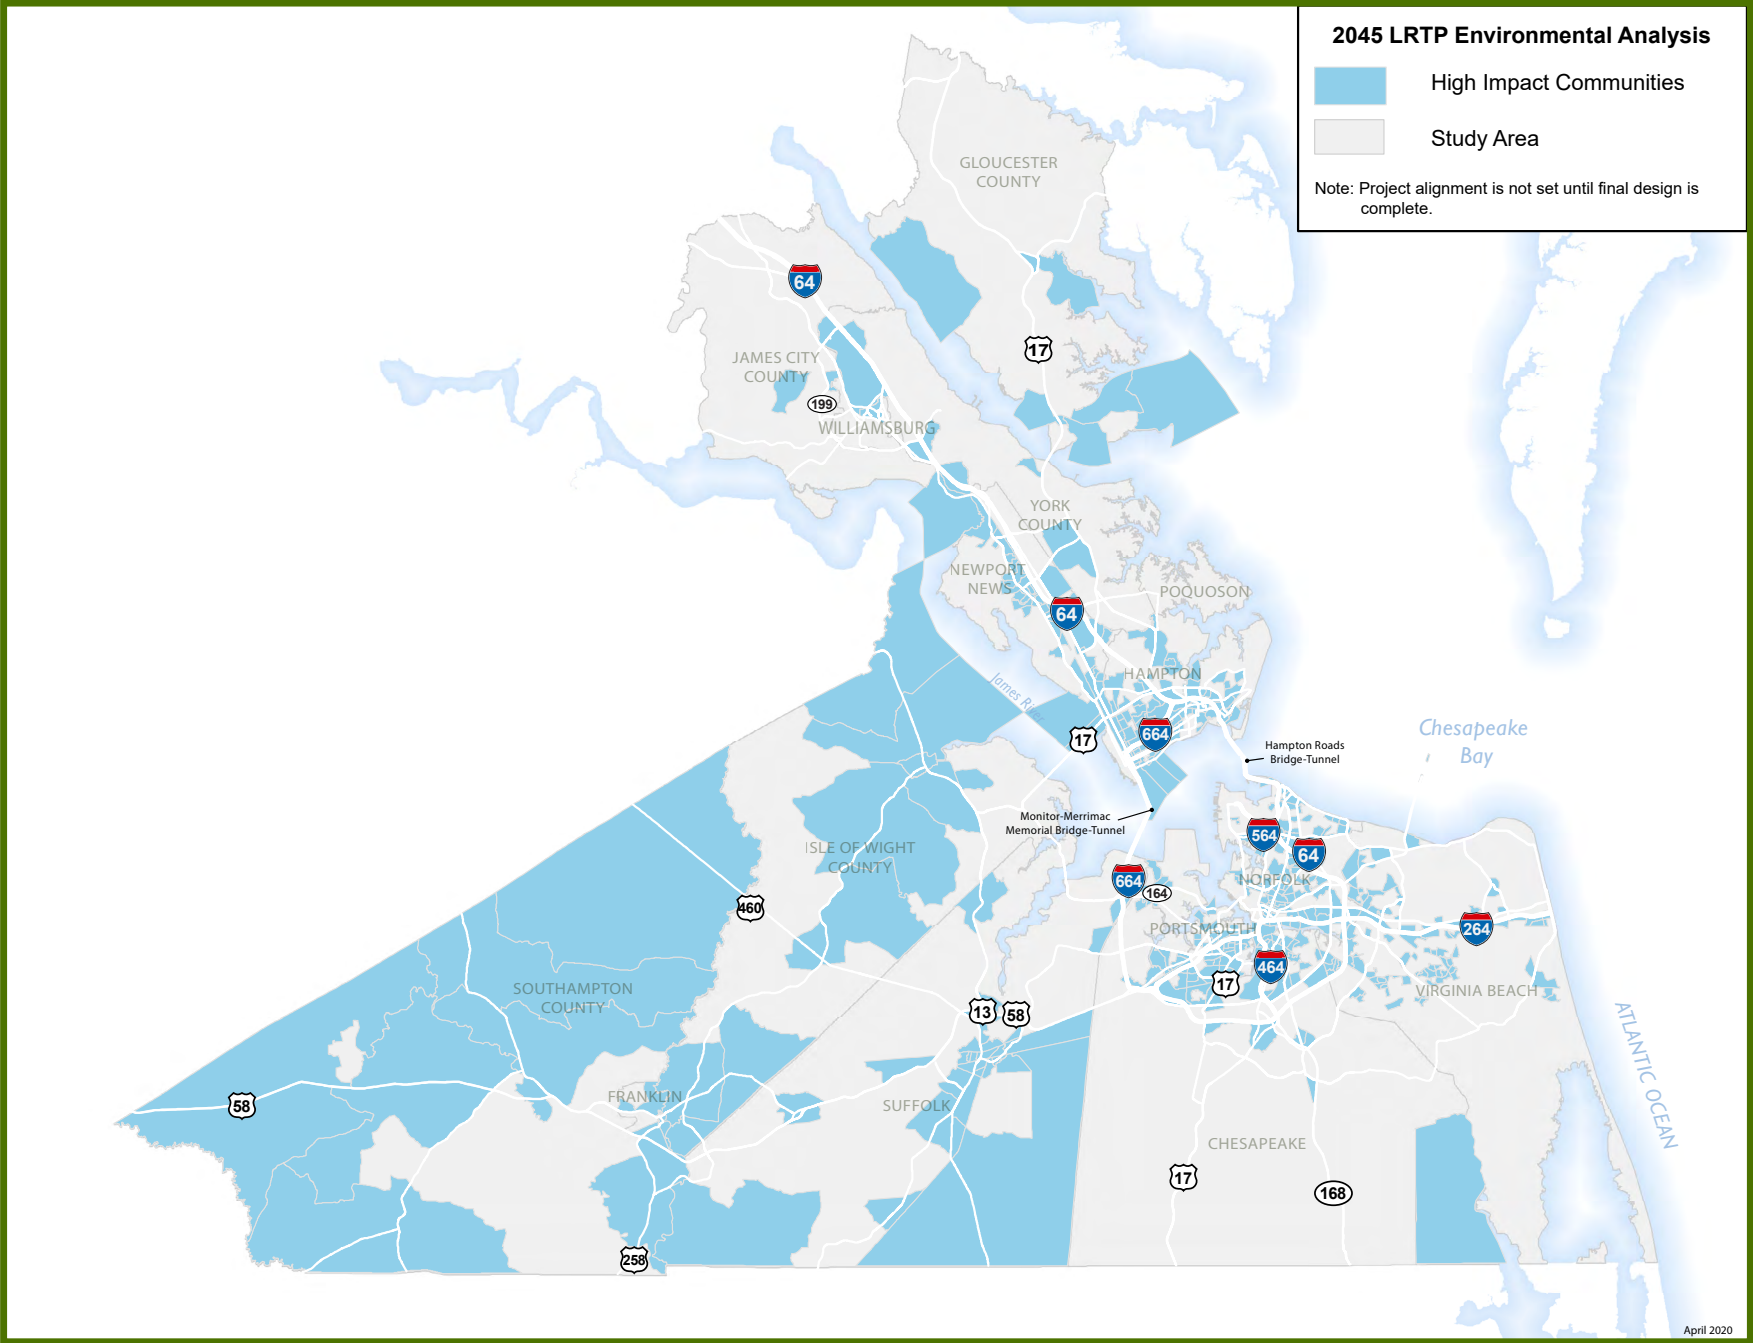 2045 LRTP Environmental Analysis
High Impact Communities
Study Area
Note: Project alignment is not set until final design is
complete.
GLOUCESTER
COUNTY
64
17
JAMES CITY
COUNTY
199
WILLIAMSBURG
YORK
COUNTY
NEWPORT
NEWS
POQUOSON
64
HAMPTON
James River
17
664
Chesapeake
Bay
Hampton Roads
Bridge-Tunnel
Monitor-Merrimac
Memorial Bridge-Tunnel
564
64
ISLE OF WIGHT
COUNTY
664
164
NORFOLK
460
PORTSMOUTH
264
464
17
SOUTHAMPTON
COUNTY
VIRGINIA BEACH
13
58
ATLANTIC OCEAN
58
FRANKLIN
SUFFOLK
CHESAPEAKE
17
168
258
April 2020